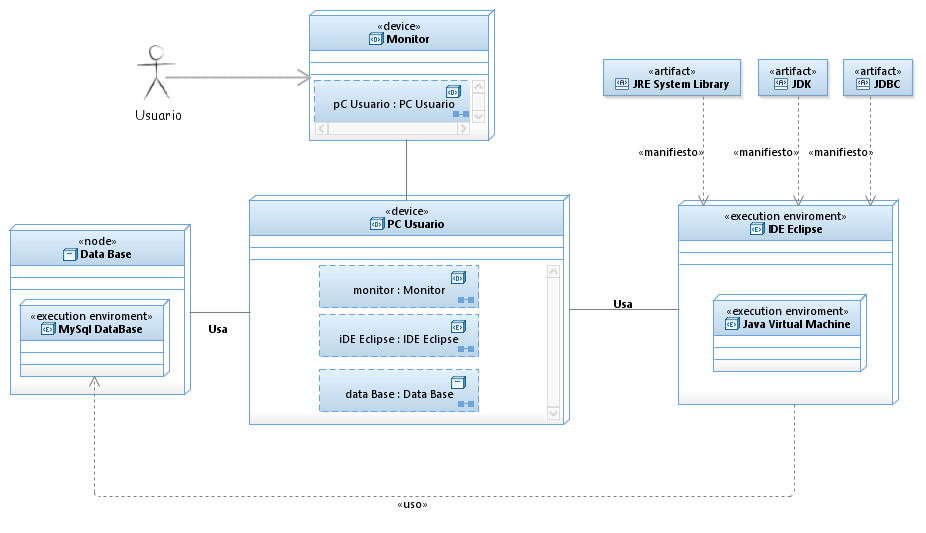 «device»
Monitor
pC Usuario : PC Usuario
Usuario
«artifact»
JRE System Library
«artifact»
JDK
«artifact»
JDBC
«manifiesto»
«manifiesto»
«manifiesto»
«node»
Data Base
«execution enviroment»
MySql DataBase
Usa
«device»
PC Usuario
monitor : Monitor
iDE Eclipse : IDE Eclipse
data Base : Data Base
Usa
«execution enviroment»
IDE Eclipse
«execution enviroment»
Java Virtual Machine
«uso»